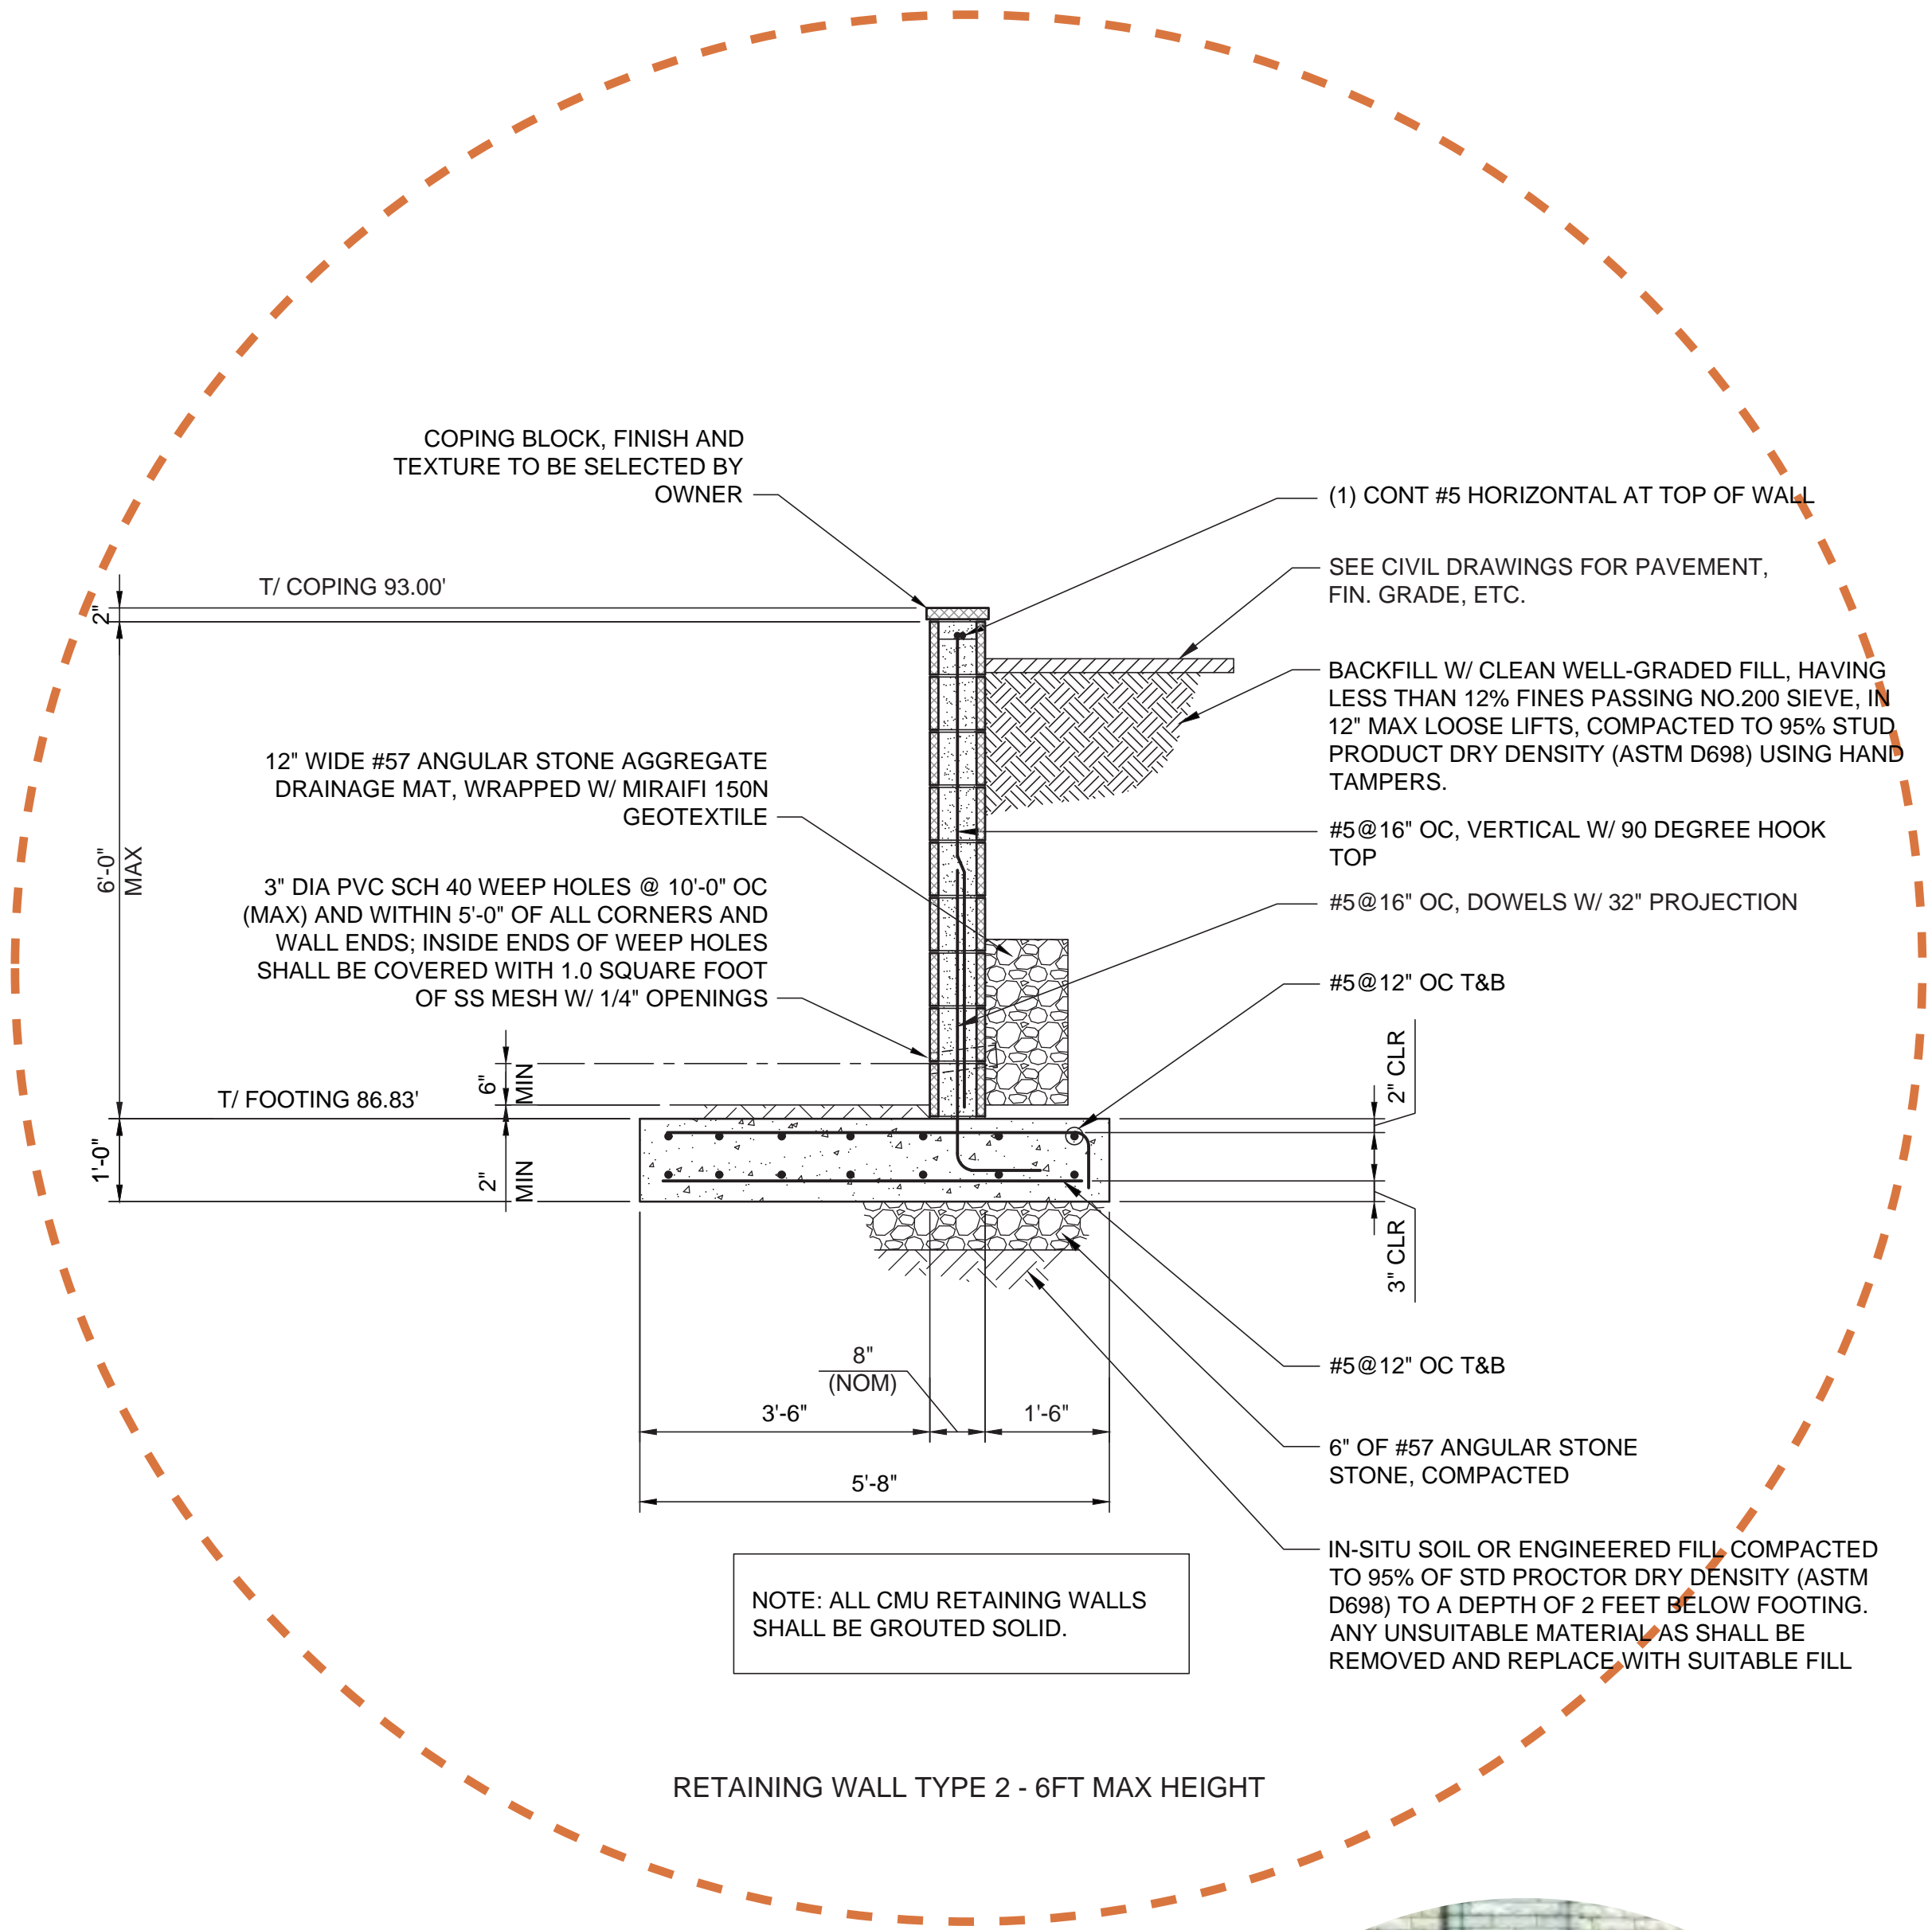 COPING BLOCK, FINISH AND
TEXTURE TO BE SELECTED BY
OWNER
(1) CONT #5 HORIZONTAL AT TOP OF WALL
SEE CIVIL DRAWINGS FOR PAVEMENT,
FIN. GRADE, ETC.
T/ COPING 93.00'
2"
BACKFILL W/ CLEAN WELL-GRADED FILL, HAVING
LESS THAN 12% FINES PASSING NO.200 SIEVE, IN
12" MAX LOOSE LIFTS, COMPACTED TO 95% STUD
PRODUCT DRY DENSITY (ASTM D698) USING HAND
TAMPERS.
12" WIDE #57 ANGULAR STONE AGGREGATE
DRAINAGE MAT, WRAPPED W/ MIRAIFI 150N
GEOTEXTILE
#5@16" OC, VERTICAL W/ 90 DEGREE HOOK
TOP
6'-0"
MAX
3" DIA PVC SCH 40 WEEP HOLES @ 10'-0" OC
(MAX) AND WITHIN 5'-0" OF ALL CORNERS AND
WALL ENDS; INSIDE ENDS OF WEEP HOLES
SHALL BE COVERED WITH 1.0 SQUARE FOOT
OF SS MESH W/ 1/4" OPENINGS
#5@16" OC, DOWELS W/ 32" PROJECTION
#5@12" OC T&B
2" CLR
6"
MIN
T/ FOOTING 86.83'
1'-0"
2"
MIN
3" CLR
8"
(NOM)
3'-6"
1'-6"
5'-8"
#5@12" OC T&B
6" OF #57 ANGULAR STONE
STONE, COMPACTED
IN-SITU SOIL OR ENGINEERED FILL COMPACTED
TO 95% OF STD PROCTOR DRY DENSITY (ASTM
D698) TO A DEPTH OF 2 FEET BELOW FOOTING.
ANY UNSUITABLE MATERIAL AS SHALL BE
REMOVED AND REPLACE WITH SUITABLE FILL
NOTE: ALL CMU RETAINING WALLS
SHALL BE GROUTED SOLID.
RETAINING WALL TYPE 2 - 6FT MAX HEIGHT